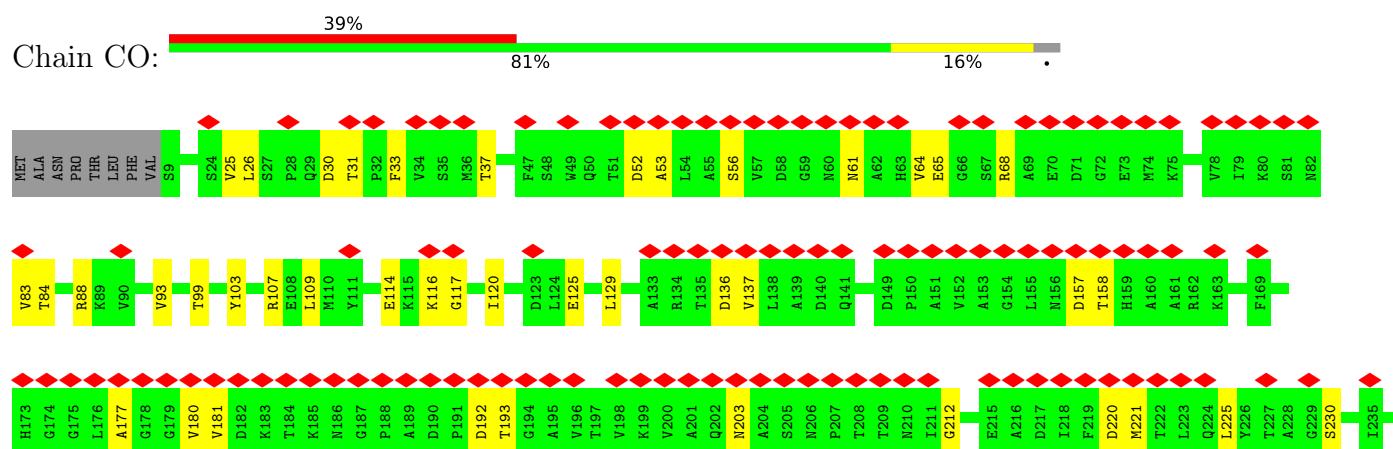 39%
Chain CO:
81% 16% •
MET ALA ASN PRO THR LEU PHE VAL S9 S24 V25 L26 S27 P28 Q29 D30 T31 P32 F33 V34 S35 M36 T37 F47 S48 W49 Q50 T51 D52 A53 L54 A55 S56 V57 D58 G59 N60 N61 A62 H63 V64 E65 G66 S67 R68 A69 E70 D71 G72 E73 M74 K75 V78 I79 K80 S81 N82
V83 T84 R88 K89 V90 V93 T99 Y103 R107 E108 L109 M110 Y111 E114 K115 K116 G117 I120 D123 L124 E125 L129 A133 R134 T135 D136 V137 L138 A139 D140 Q141 D149 P150 A151 V152 A153 G154 L155 N156 D157 T158 H159 A160 A161 R162 K163 F169
H173 G174 G175 L176 A177 G178 G179 V180 V181 D182 K183 T184 K185 N186 G187 P188 A189 D190 P191 D192 T193 G194 A195 V196 T197 V198 K199 V200 A201 Q202 N203 A204 S205 N206 P207 T208 T209 N210 I211 G212 E215 A216 D217 I218 F219 D220 M221 T222 L223 Q224 L225 Y226 T227 A228 G229 S230 I235